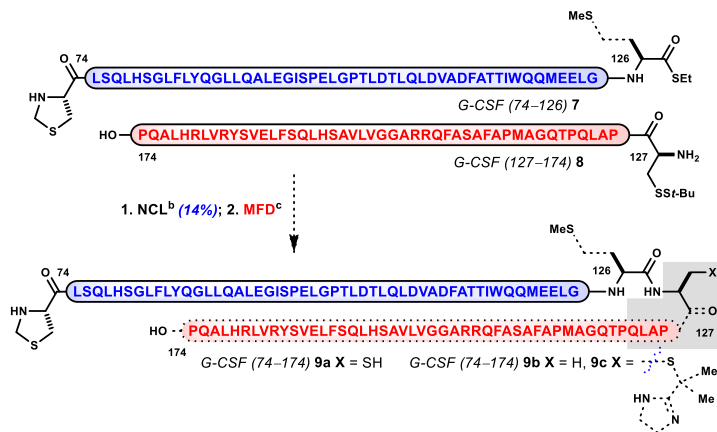 MeS
O
74
126
O
LSQLHSGLFLYQGLLQALEGISPELGPTLDTLQLDVADFATTIWQQMEELG
NH
SEt
HN
S
G-CSF (74–126) 7
O
HO
PQALHRLVRYSVELFSQLHSAVLVGGARRQFASAFAPMAGQTPQLAP
174
127
NH2
G-CSF (127–174) 8
SSt-Bu
1. NCLb (14%); 2. MFDc
MeS
O
74
126
O
X
LSQLHSGLFLYQGLLQALEGISPELGPTLDTLQLDVADFATTIWQQMEELG
NH
HN
HN
S
O
HO
PQALHRLVRYSVELFSQLHSAVLVGGARRQFASAFAPMAGQTPQLAP
127
174
G-CSF (74–174) 9a X = SH
G-CSF (74–174) 9b X = H, 9c X =
S
Me
Me
HN
N